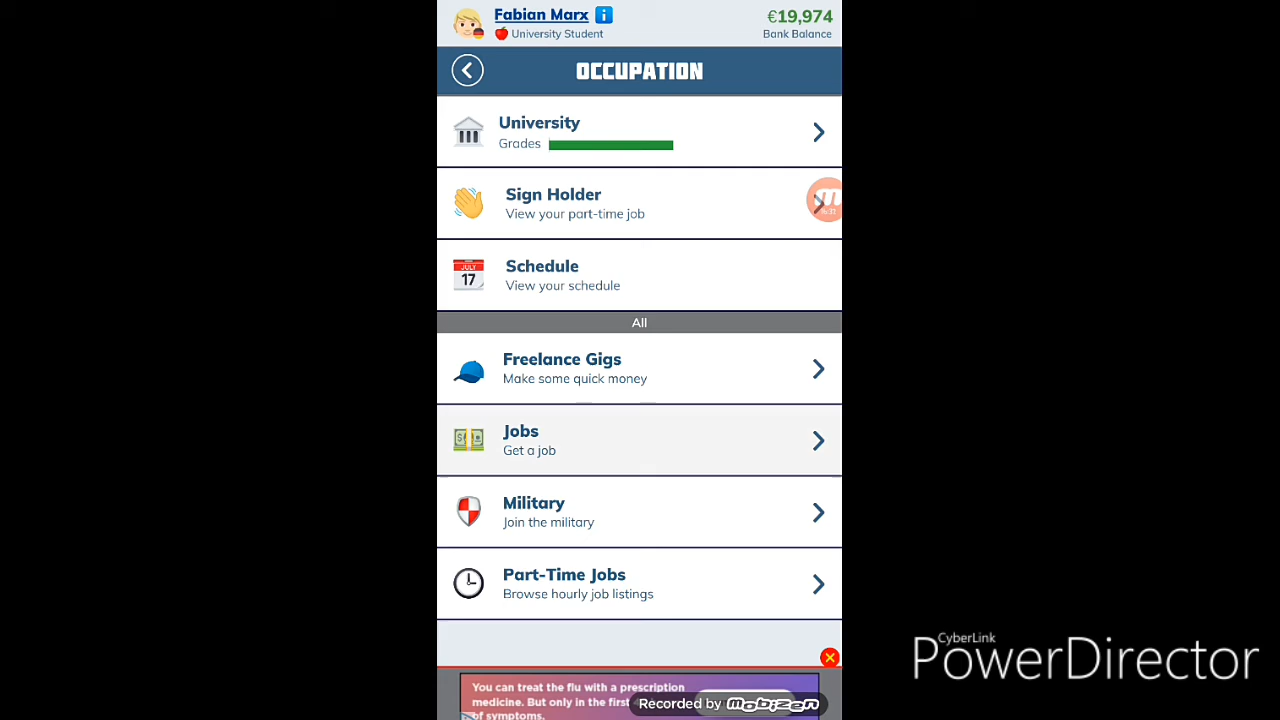 Fabian Marx
University Student
€19,974
Bank Balance
OCCUPATION
University
Grades
Sign Holder
View your part-time job
Schedule
View your schedule
JULY
17
All
Freelance Gigs
Make some quick money
Jobs
Get a job
Military
Join the military
Part-Time Jobs
Browse hourly job listings
You can treat the flu with a prescription
medicine. But only in the first
of symptoms.
Recorded by mobizen
CyberLink
PowerDirector